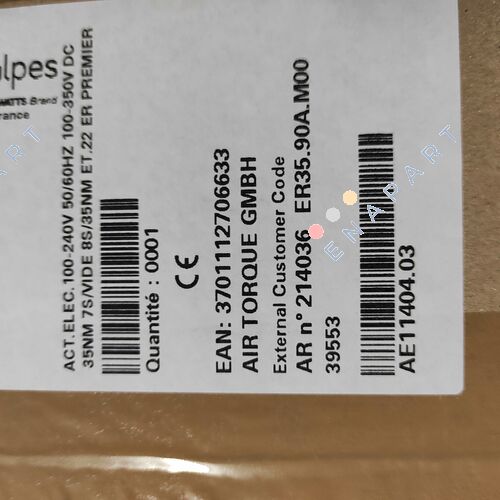 lpes
WATTS Brand
rance
ACT.ELEC.100-240V 50/60HZ 100-350V DC
35NM 7S/VIDE 8S/35NM ET.22 ER PREMIER
Quantité : 0001
CE
EAN: 3701112706633
AIR TORQUE GMBH
External Customer Code
AR n° 214036 ER35.90A.M00
39553
AE11404.03
ENAPART
ART